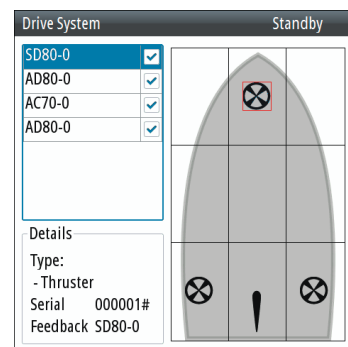 Drive System Standby
SD80-0
AD80-0
AC70-0
AD80-0
Details
Type:
- Thruster
Serial 000001#
Feedback SD80-0